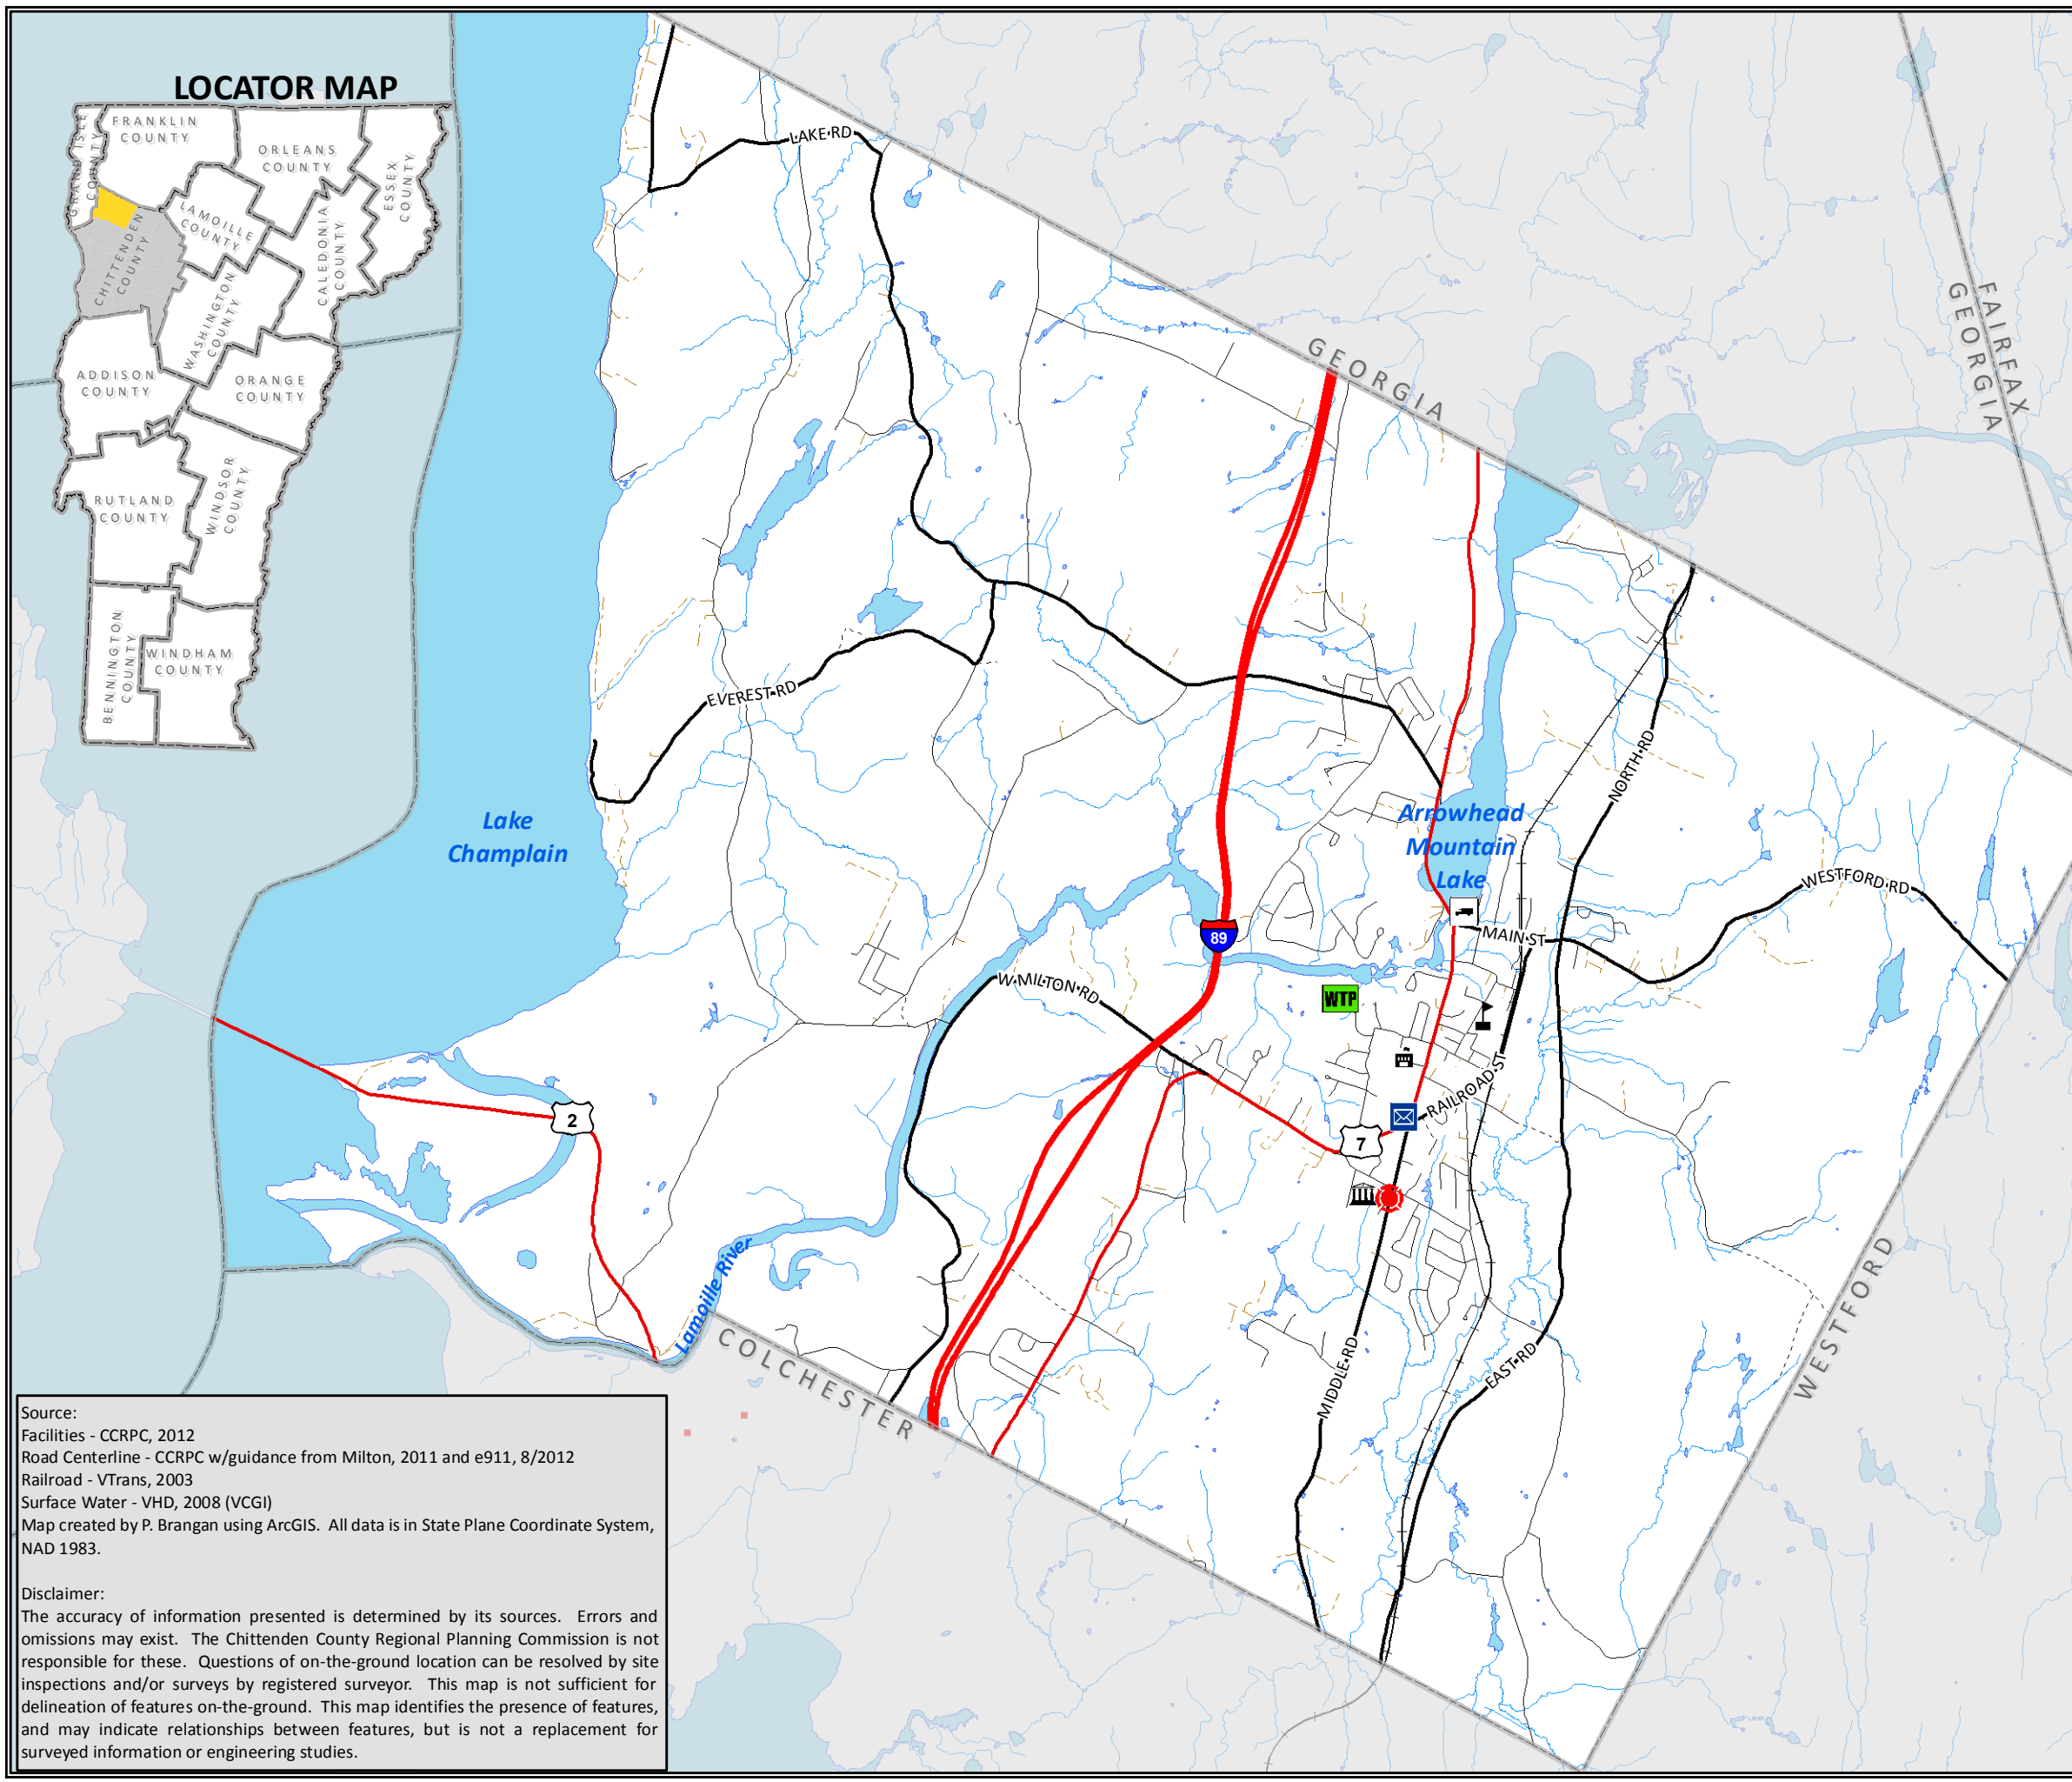 LOCATOR MAP
GRAND ISLE
COUNTY
FRANKLIN
COUNTY
ORLEANS
COUNTY
ESSEX
COUNTY
LAMOILLE
COUNTY
CALEDONIA
COUNTY
CHITTENDEN
COUNTY
WASHINGTON
COUNTY
ADDISON
COUNTY
ORANGE
COUNTY
RUTLAND
COUNTY
WINDSOR
COUNTY
BENNINGTON
COUNTY
WINDHAM
COUNTY
LAKE RD
GEORGIA
FAIRFAX
GEORGIA
EVEREST RD
NORTH RD
Lake
Champlain
Arrowhead
Mountain
Lake
WESTFORD RD
MAIN ST
89
W MILTON RD
WTP
RAILROAD ST
2
7
Lamoille River
COLCHESTER
MIDDLE RD
EAST RD
WESTFORD
Source:
Facilities - CCRPC, 2012
Road Centerline - CCRPC w/guidance from Milton, 2011 and e911, 8/2012
Railroad - VTrans, 2003
Surface Water - VHD, 2008 (VCGI)
Map created by P. Brangan using ArcGIS.  All data is in State Plane Coordinate System,
NAD 1983.
Disclaimer:
The accuracy of information presented is determined by its sources.  Errors and
omissions may exist.  The Chittenden County Regional Planning Commission is not
responsible for these.  Questions of on-the-ground location can be resolved by site
inspections and/or surveys by registered surveyor.  This map is not sufficient for
delineation of features on-the-ground.  This map identifies the presence of features,
and may indicate relationships between features, but is not a replacement for
surveyed information or engineering studies.